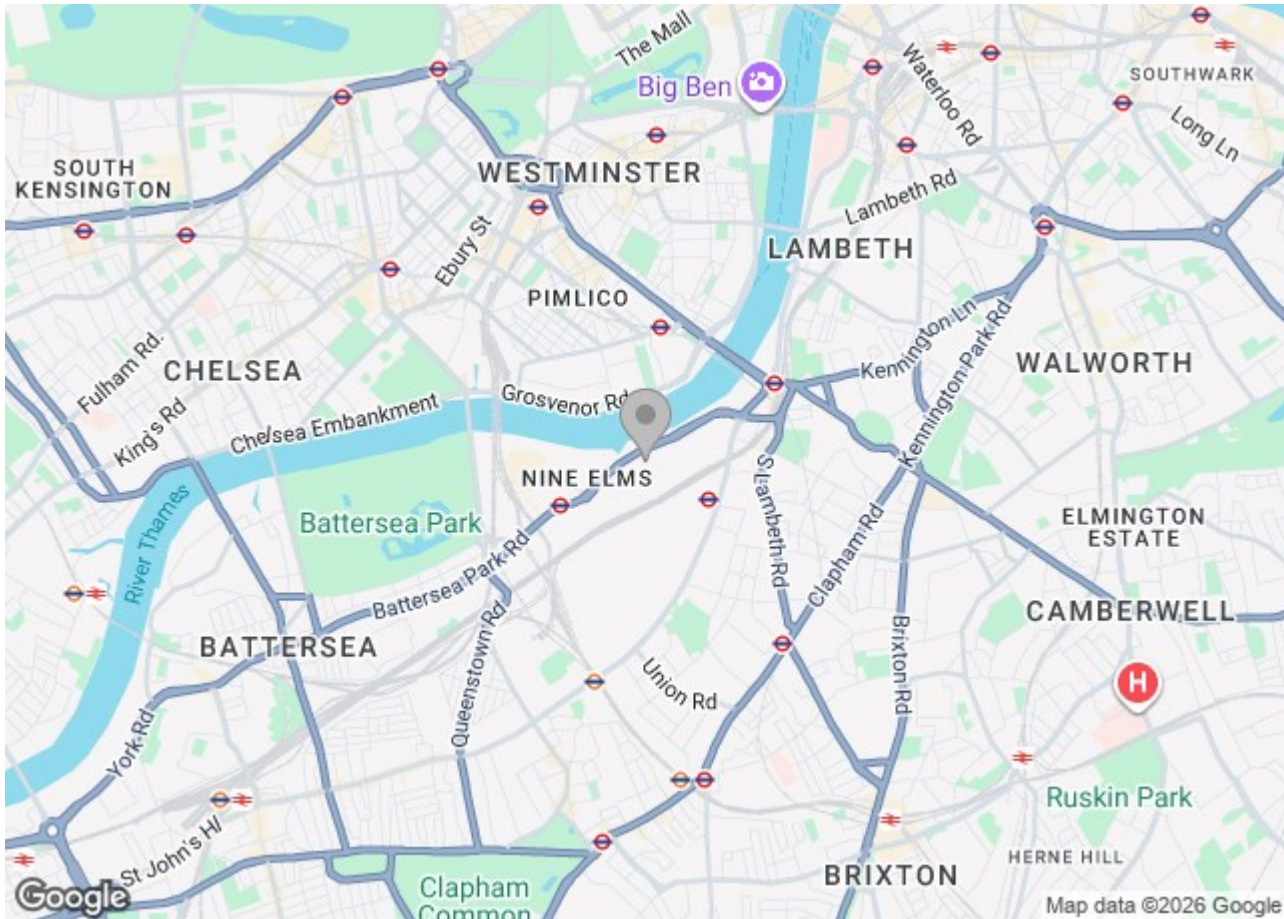 The Mall
Big Ben
Waterloo Rd
SOUTHWARK
Long Ln
SOUTH
KENSINGTON
WESTMINSTER
Lambeth Rd
Ebury St
LAMBETH
PIMLICO
Kennington Ln
Kennington Park Rd
WALWORTH
Fulham Rd.
CHELSEA
King's Rd
Chelsea Embankment
Grosvenor Rd
NINE ELMS
S Lambeth Rd
Clapham Rd
River Thames
Battersea Park
ELMINGTON
ESTATE
Battersea Park Rd
CAMBERWELL
H
BATTERSEA
Queenstown Rd
Union Rd
Brixton Rd
York Rd
Ruskin Park
St John's Hl
HERNE HILL
BRIXTON
Clapham
Common
Google
Map data ©2026 Google